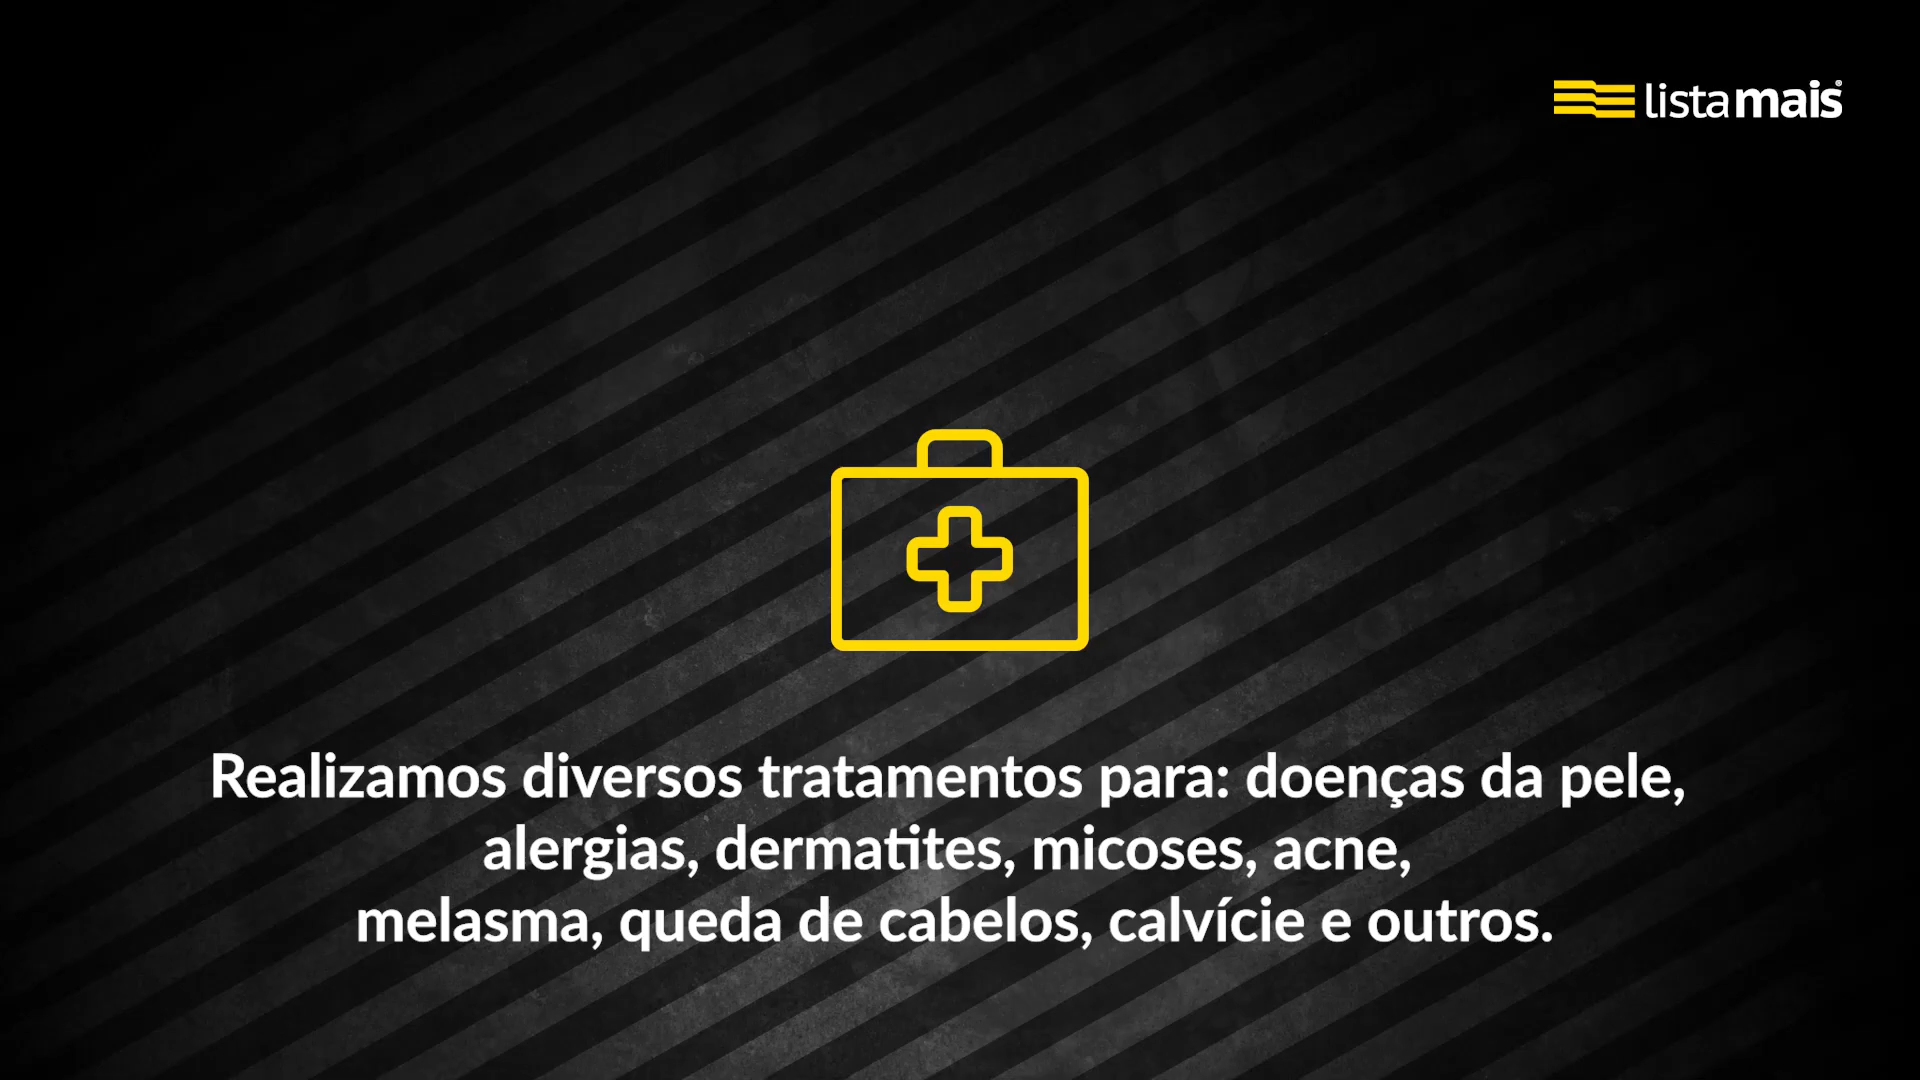 listamais
Realizamos diversos tratamentos para: doenças da pele,
alergias, dermatites, micoses, acne,
melasma, queda de cabelos, calvície e outros.